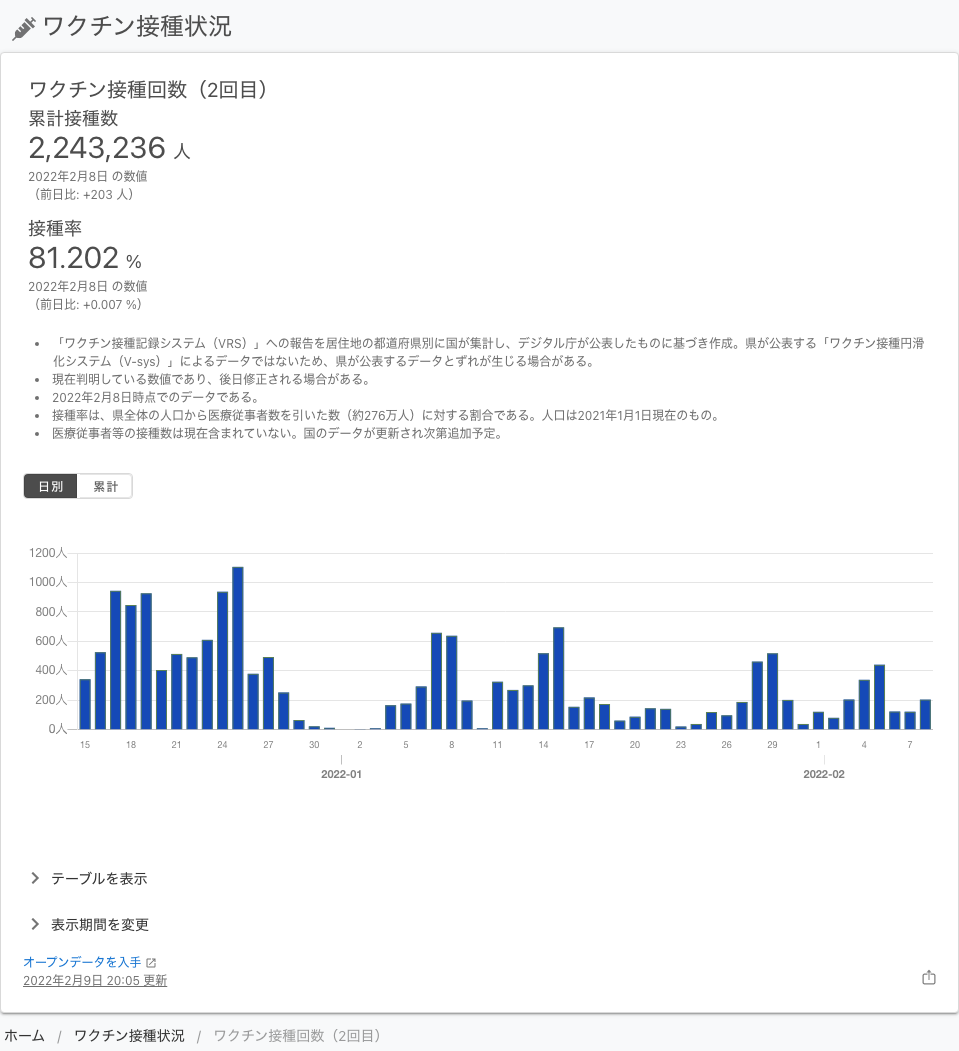 ワクチン接種状況
ワクチン接種回数（2回目）
累計接種数
2,243,236 人
2022年2月8日 の数値
（前日比: +203 人）
接種率
81.202 %
2022年2月8日 の数値
（前日比: +0.007 %）
• 「ワクチン接種記録システム（VRS）」への報告を居住地の都道府県別に国が集計し、デジタル庁が公表したものに基づき作成。県が公表する「ワクチン接種円滑
化システム（V-sys）」によるデータではないため、県が公表するデータとずれが生じる場合がある。
• 現在判明している数値であり、後日修正される場合がある。
• 2022年2月8日時点でのデータである。
• 接種率は、県全体の人口から医療従事者数を引いた数（約276万人）に対する割合である。人口は2021年1月1日現在のもの。
• 医療従事者等の接種数は現在含まれていない。国のデータが更新され次第追加予定。
日別 累計
1200人
1000人
800人
600人
400人
200人
0人
15 18 21 24 27 30 2 5 8 11 14 17 20 23 26 29 1 4 7
2022-01 2022-02
テーブルを表示
表示期間を変更
オープンデータを入手
2022年2月9日 20:05 更新
ホーム / ワクチン接種状況 / ワクチン接種回数（2回目）